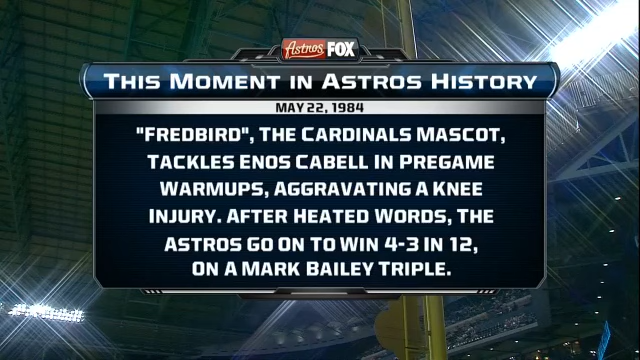 Astros FOX
THIS MOMENT IN ASTROS HISTORY
MAY 22, 1984
"FREDBIRD", THE CARDINALS MASCOT,
TACKLES ENOS CABELL IN PREGAME
WARMUPS, AGGRAVATING A KNEE
INJURY. AFTER HEATED WORDS, THE
ASTROS GO ON TO WIN 4-3 IN 12,
ON A MARK BAILEY TRIPLE.